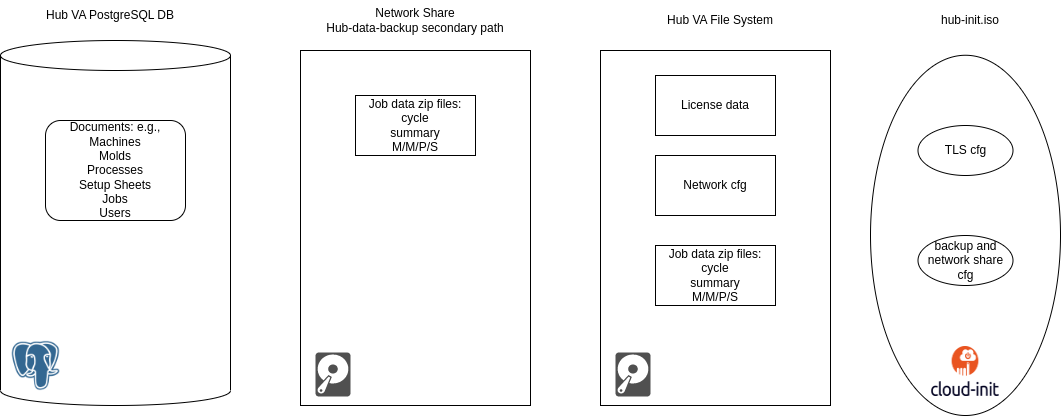 Hub VA PostgreSQL DB
Documents: e.g.,
Machines
Molds
Processes
Setup Sheets
Jobs
Users
Network Share
Hub-data-backup secondary path
Job data zip files:
cycle
summary
M/M/P/S
Hub VA File System
License data
Network cfg
Job data zip files:
cycle
summary
M/M/P/S
hub-init.iso
TLS cfg
backup and
network share
cfg
cloud-init